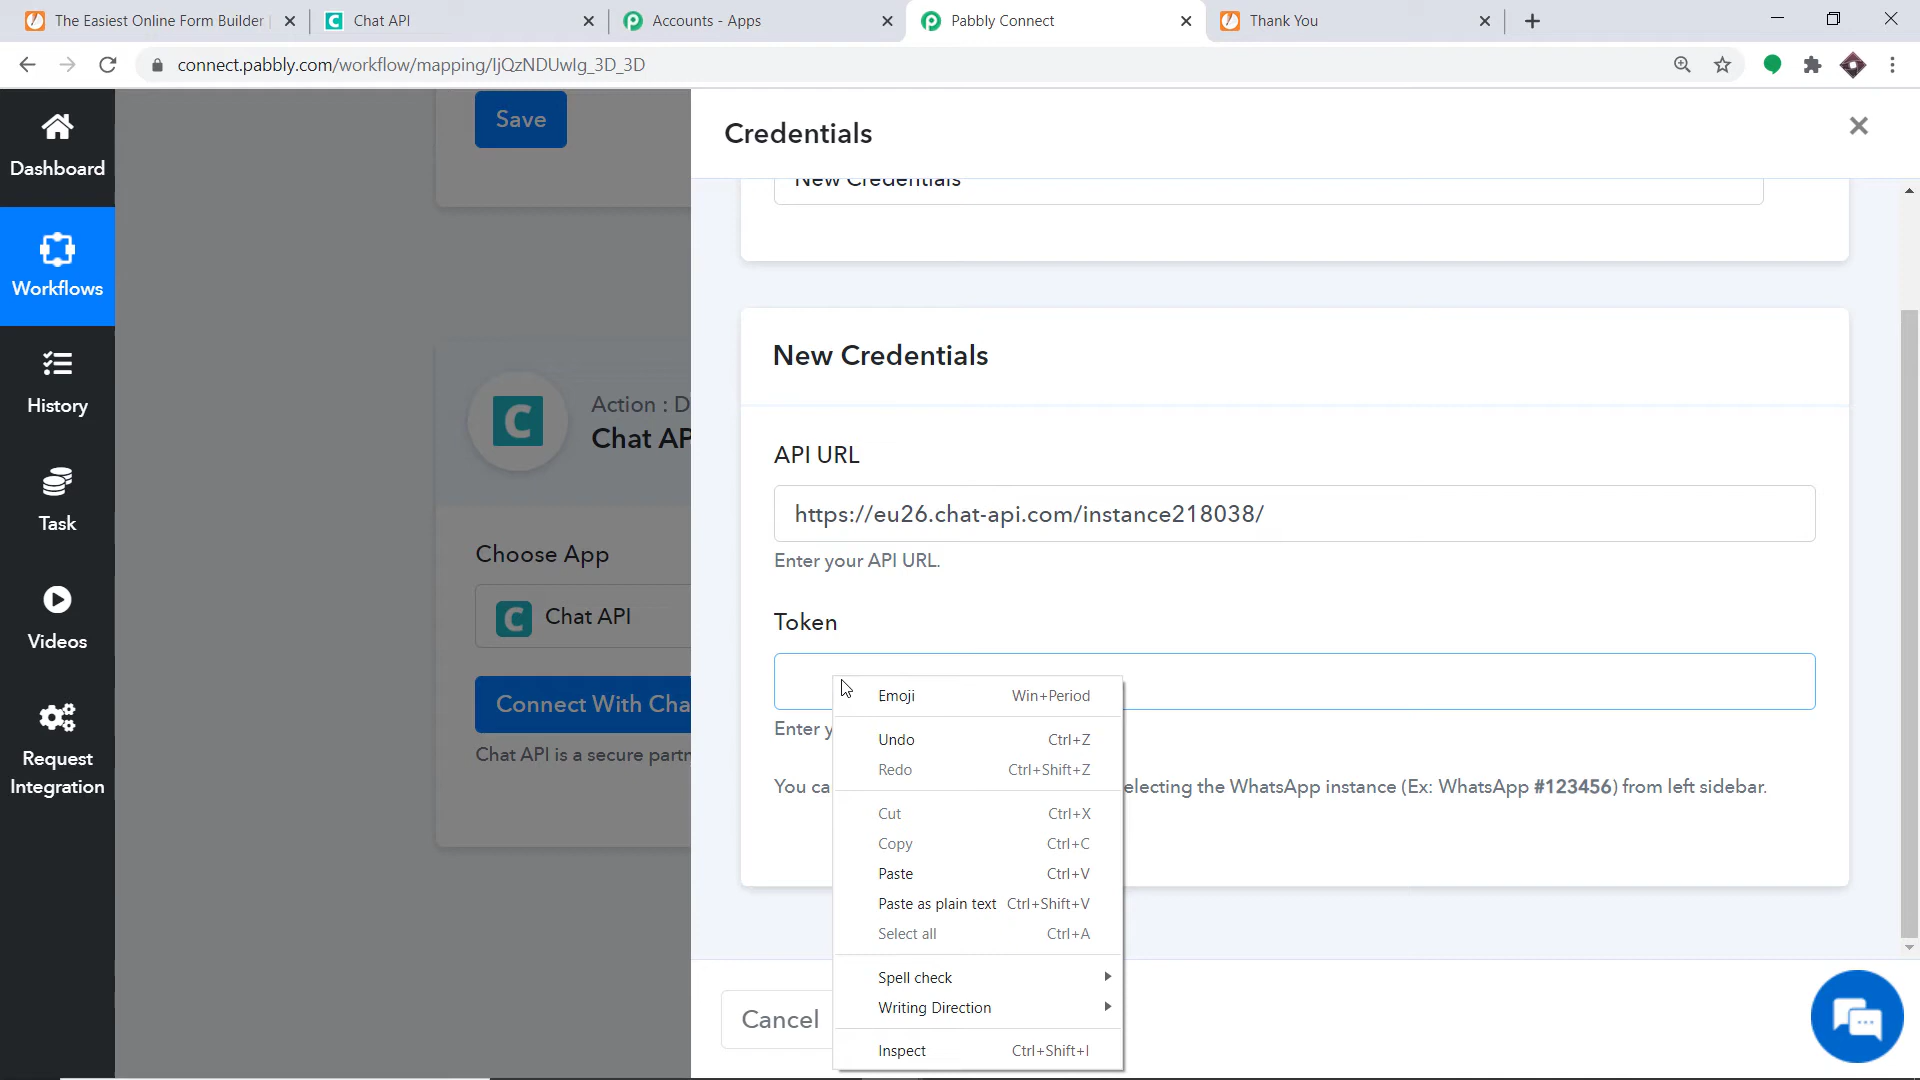 The Easiest Online Form Builder
Chat API
Accounts - Apps
Pabbly Connect
Thank You
connect.pabbly.com/workflow/mapping/IjQzNDUwIg_3D_3D
Dashboard
Workflows
History
Task
Videos
Request
Integration
Save
Action : D
Chat AP
Choose App
Chat API
Connect With Cha
Chat API is a secure partn
Credentials
New Credentials
New Credentials
API URL
https://eu26.chat-api.com/instance218038/
Enter your API URL.
Token
Enter y
You ca
electing the WhatsApp instance (Ex: WhatsApp #123456) from left sidebar.
Cancel
Emoji Win+Period
Undo Ctrl+Z
Redo Ctrl+Shift+Z
Cut Ctrl+X
Copy Ctrl+C
Paste Ctrl+V
Paste as plain text Ctrl+Shift+V
Select all Ctrl+A
Spell check
Writing Direction
Inspect Ctrl+Shift+I